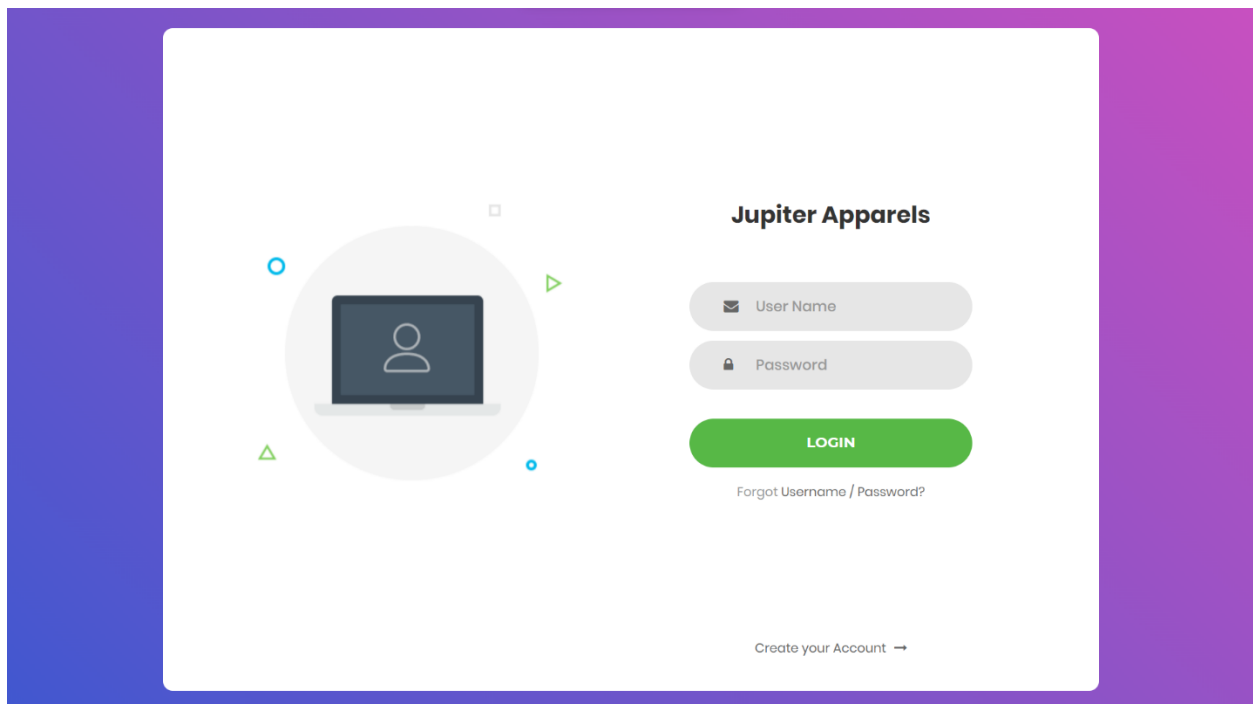 Jupiter Apparels
User Name
Password
LOGIN
Forgot Username / Password?
Create your Account →